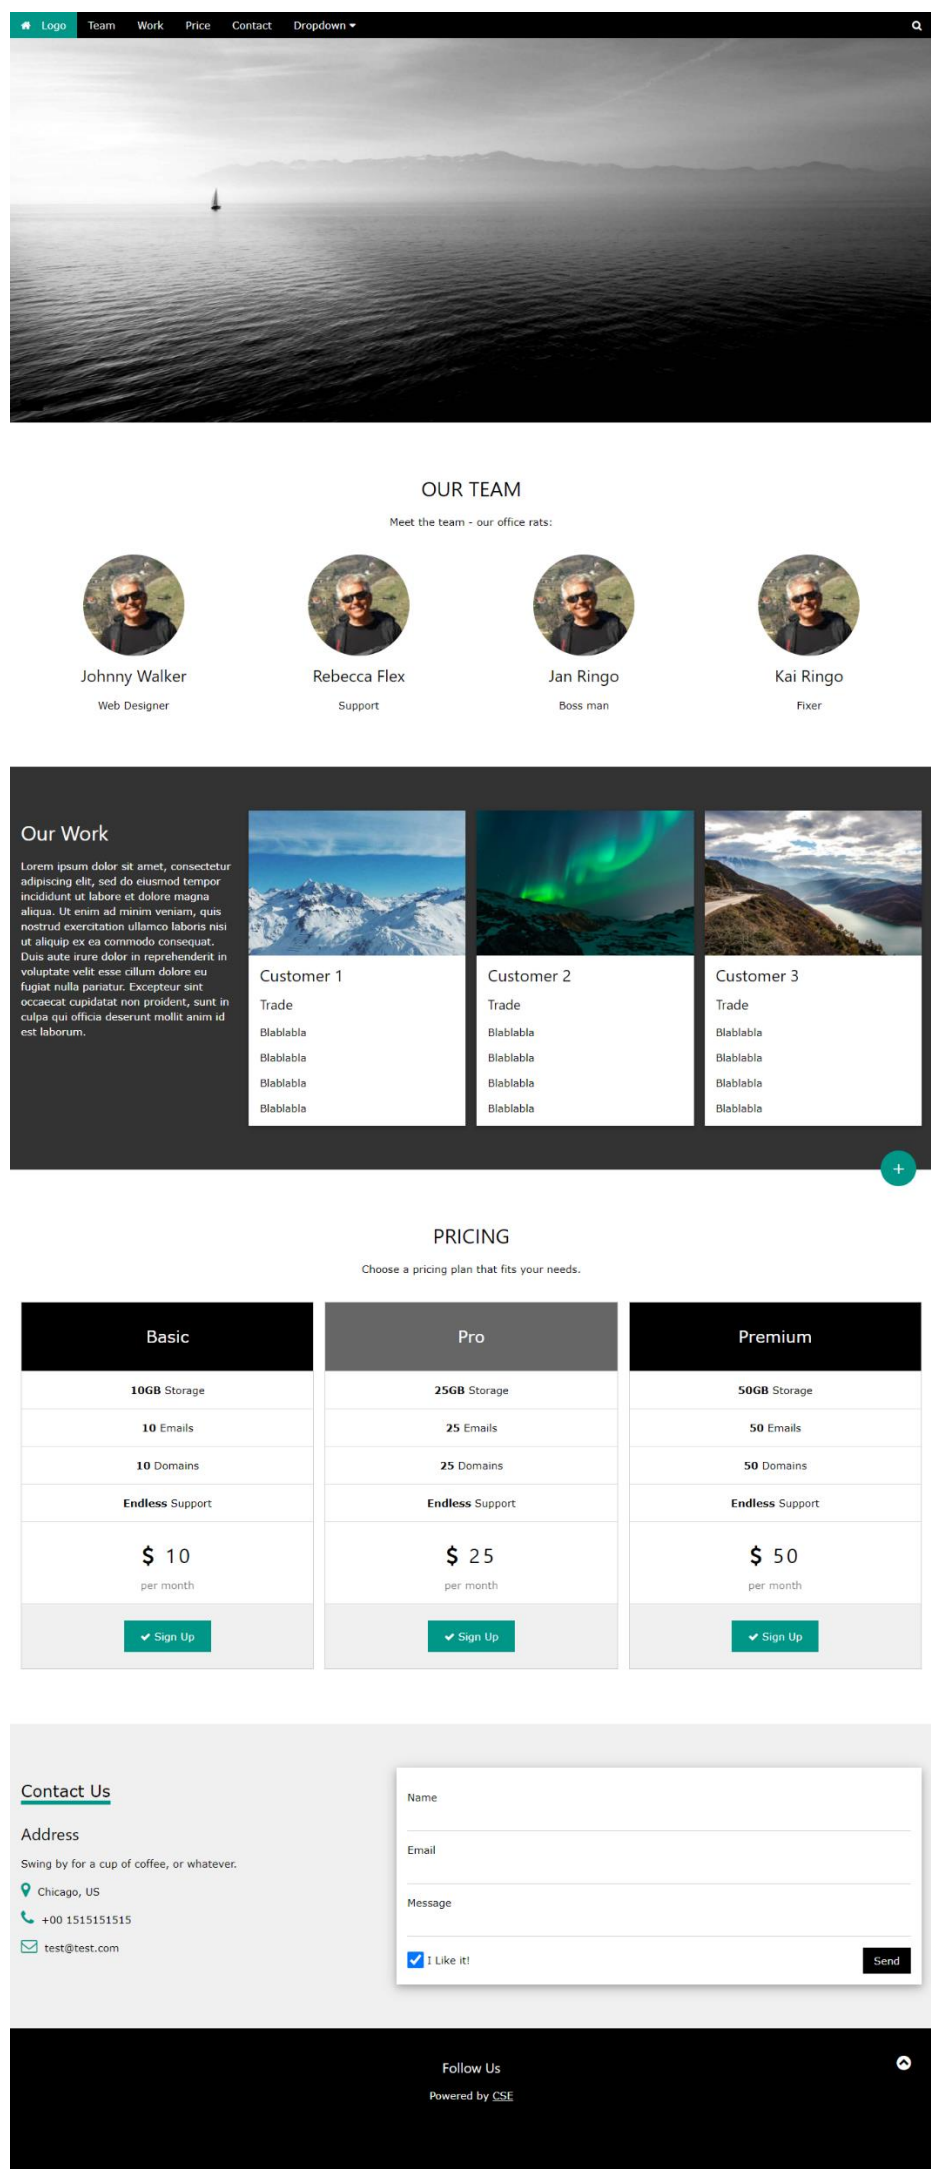 Logo Team Work Price Contact Dropdown
OUR TEAM
Meet the team - our office rats:
Johnny Walker Rebecca Flex Jan Ringo Kai Ringo
Web Designer Support Boss man Fixer
Our Work
Lorem ipsum dolor sit amet, consectetur
adipiscing elit, sed do eiusmod tempor
incididunt ut labore et dolore magna
aliqua. Ut enim ad minim veniam, quis
nostrud exercitation ullamco laboris nisi
ut aliquip ex ea commodo consequat.
Duis aute irure dolor in reprehenderit in
voluptate velit esse cillum dolore eu
fugiat nulla pariatur. Excepteur sint
occaecat cupidatat non proident, sunt in
culpa qui officia deserunt mollit anim id
est laborum.
Customer 1
Trade
Blablabla
Blablabla
Blablabla
Blablabla
Customer 2
Trade
Blablabla
Blablabla
Blablabla
Blablabla
Customer 3
Trade
Blablabla
Blablabla
Blablabla
Blablabla
+
PRICING
Choose a pricing plan that fits your needs.
Basic
10GB Storage
10 Emails
10 Domains
Endless Support
$ 10
per month
Sign Up
Pro
25GB Storage
25 Emails
25 Domains
Endless Support
$ 25
per month
Sign Up
Premium
50GB Storage
50 Emails
50 Domains
Endless Support
$ 50
per month
Sign Up
Contact Us
Address
Swing by for a cup of coffee, or whatever.
Chicago, US
+00 1515151515
test@test.com
Name
Email
Message
I Like it!
Send
Follow Us
Powered by CSE